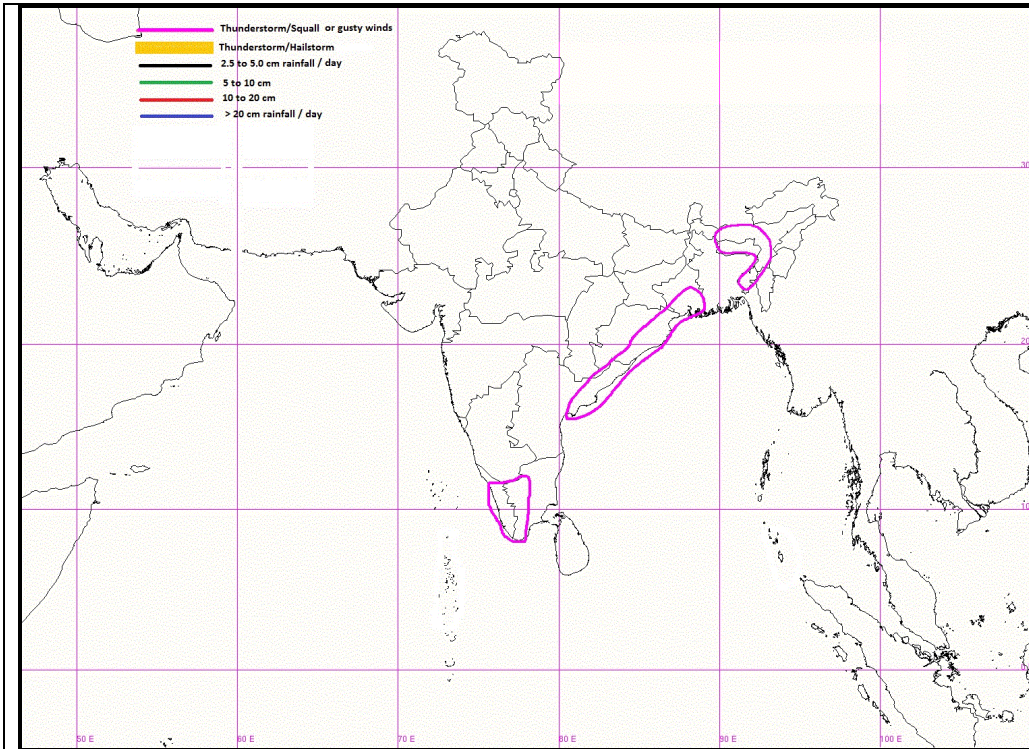 Thunderstorm/Squall or gusty winds
Thunderstorm/Hailstorm
2.5 to 5.0 cm rainfall / day
5 to 10 cm
10 to 20 cm
> 20 cm rainfall / day
30
20
10
0
50 E
60 E
70 E
80 E
90 E
100 E